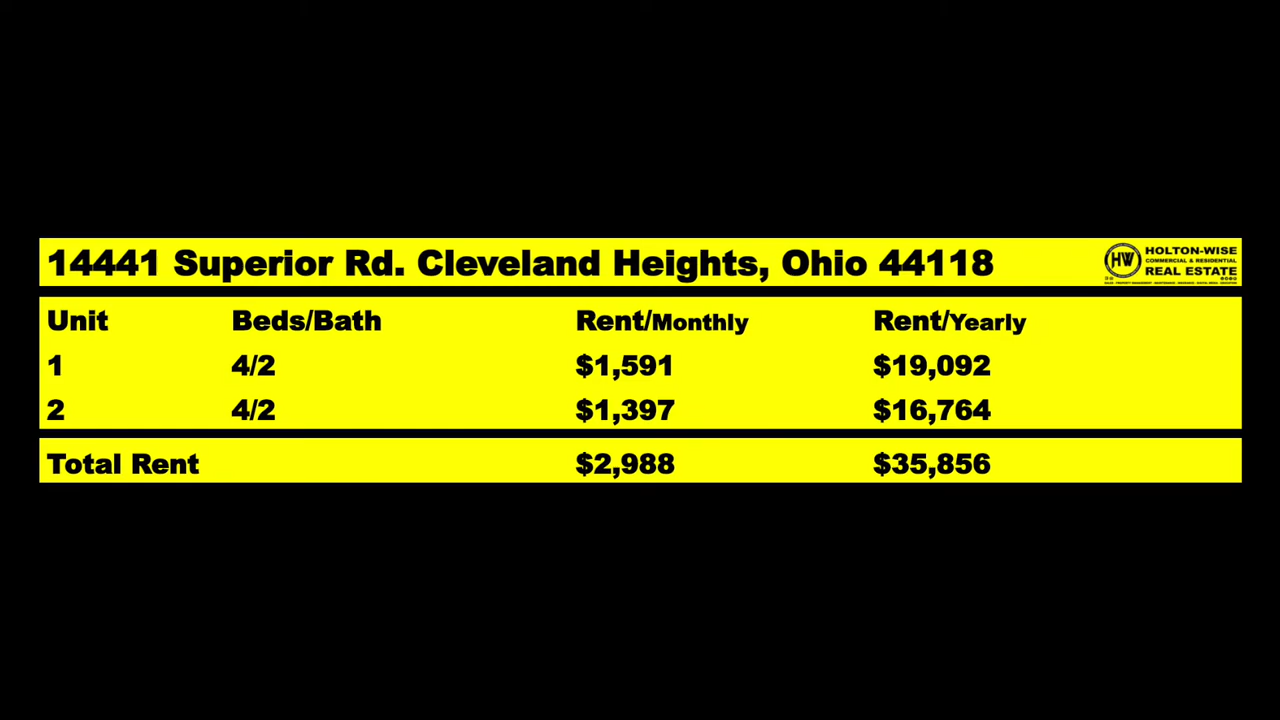 14441 Superior Rd. Cleveland Heights, Ohio 44118
HW
HOLTON-WISE
COMMERCIAL & RESIDENTIAL
REAL ESTATE
Unit Beds/Bath Rent/Monthly Rent/Yearly
1 4/2 $1,591 $19,092
2 4/2 $1,397 $16,764
Total Rent $2,988 $35,856